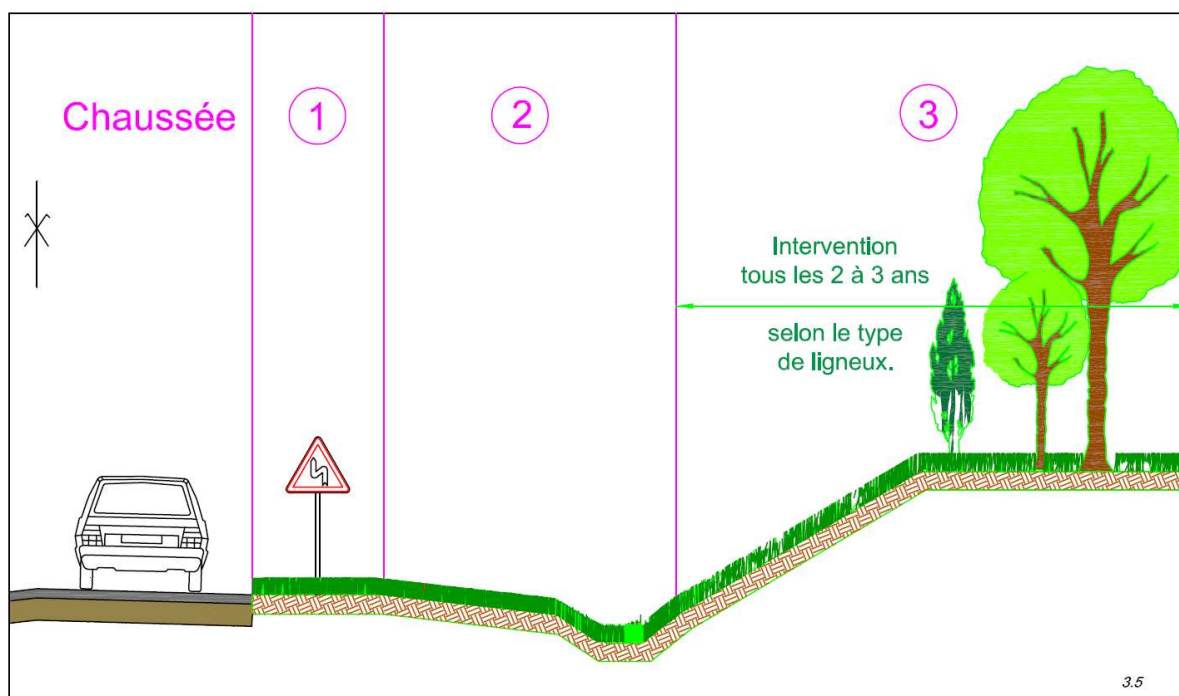 Chaussée
1
2
3
Intervention
tous les 2 à 3 ans
selon le type
de ligneux.
3.5